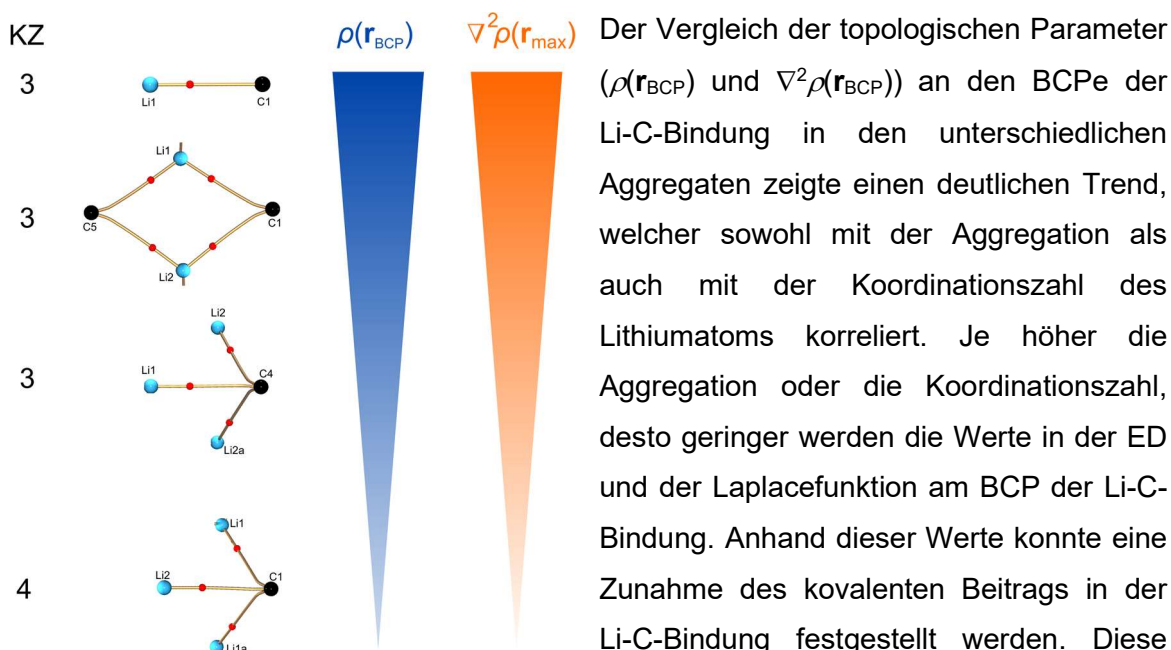 KZ
ρ(r_BCP) ∇²ρ(r_max)
3
Li1 C1
Li1
3
C5 C1
Li2
Li2
3
Li1 C4
Li2a
Li1
4
Li2 C1
Li1a
Der Vergleich der topologischen Parameter
(ρ(r_BCP) und ∇²ρ(r_BCP)) an den BCPe der
Li-C-Bindung in den unterschiedlichen
Aggregaten zeigte einen deutlichen Trend,
welcher sowohl mit der Aggregation als
auch mit der Koordinationszahl des
Lithiumatoms korreliert. Je höher die
Aggregation oder die Koordinationszahl,
desto geringer werden die Werte in der ED
und der Laplacefunktion am BCP der Li-C-
Bindung. Anhand dieser Werte konnte eine
Zunahme des kovalenten Beitrags in der
Li-C-Bindung festgestellt werden. Diese